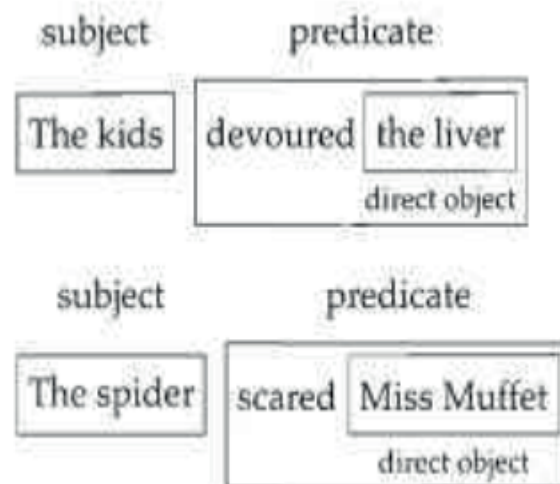 subject predicate
The kids devoured the liver
direct object
subject predicate
The spider scared Miss Muffet
direct object